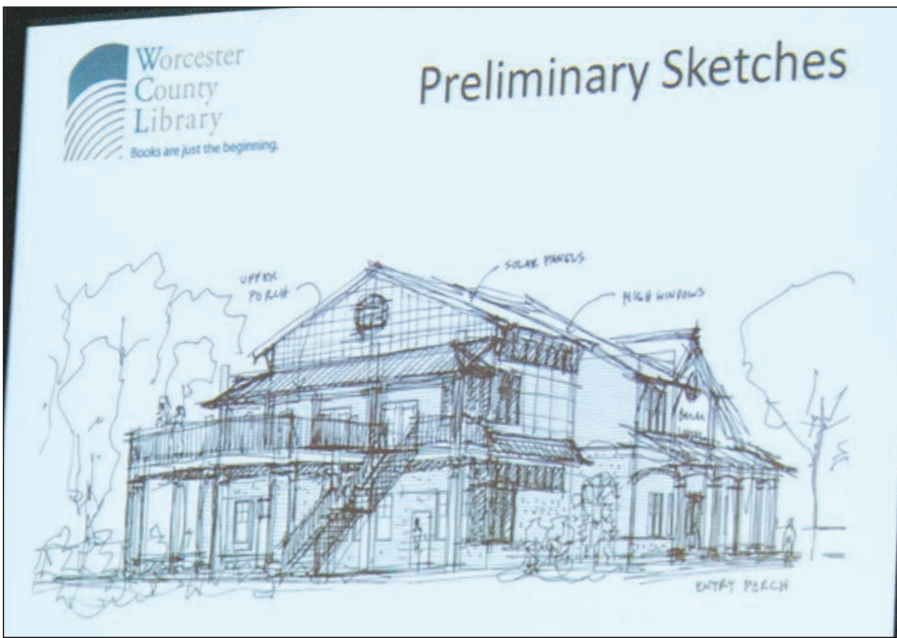 Worcester
County
Library
Books are just the beginning.
Preliminary Sketches
UPPER
PORCH
SOLAR PANELS
HIGH WINDOWS
ENTRY PORCH